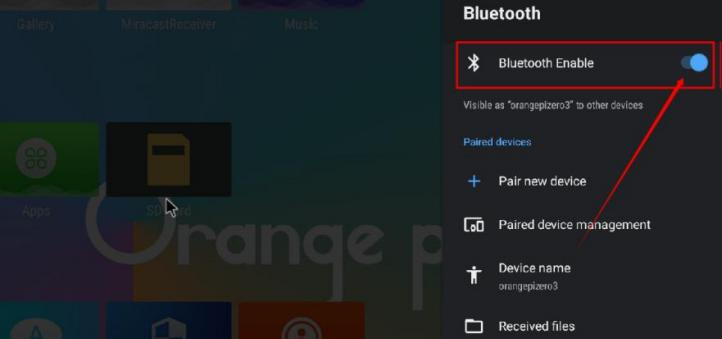 Gallery
MiracastReceiver
Music
Apps
Orange p
Bluetooth
Bluetooth Enable
Visible as "orangepizero3" to other devices
Paired devices
Pair new device
Paired device management
Device name
orangepizero3
Received files